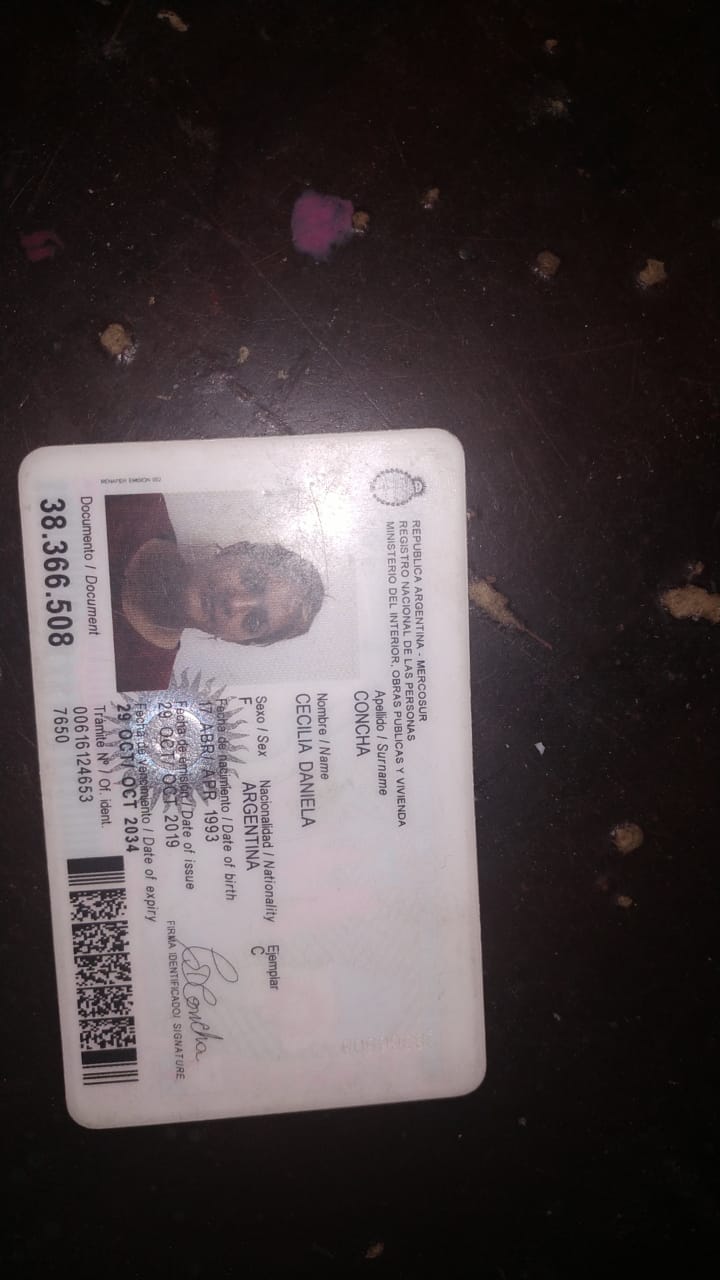 REPUBLICA ARGENTINA - MERCOSUR
REGISTRO NACIONAL DE LAS PERSONAS
MINISTERIO DEL INTERIOR, OBRAS PUBLICAS Y VIVIENDA
Apellido / Surname
CONCHA
Nombre / Name
CECILIA DANIELA
Sexo / Sex Nacionalidad / Nationality Ejemplar
F ARGENTINA C
Fecha de nacimiento / Date of birth
17 ABR/ APR 1993
Fecha de emisión / Date of issue
29 OCT/ OCT 2019
Fecha de vencimiento / Date of expiry
29 OCT/ OCT 2034
FIRMA IDENTIFICADO/ SIGNATURE
Trámite Nº / Of. ident.
00616124653
7650
Documento / Document
38.366.508